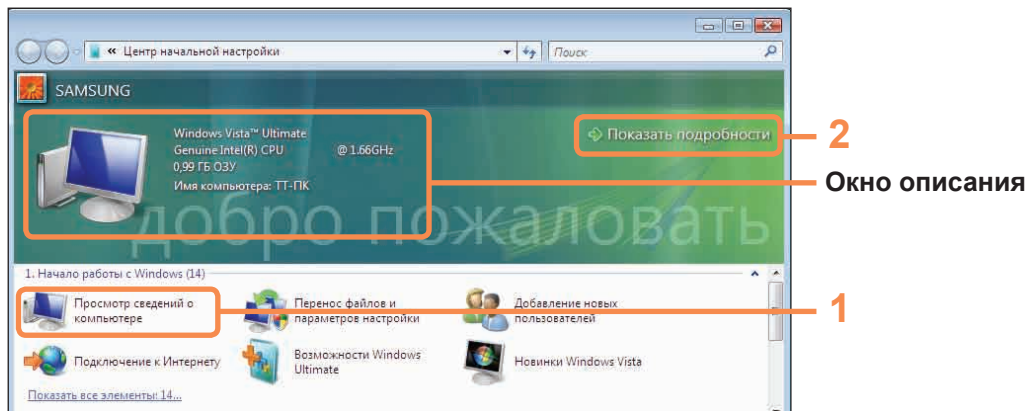 « Центр начальной настройки
Поиск
SAMSUNG
Windows Vista™ Ultimate
Genuine Intel(R) CPU @ 1.66GHz
0,99 ГБ ОЗУ
Имя компьютера: ТТ-ПК
Показать подробности
2
Окно описания
добро пожаловать
1. Начало работы с Windows (14)
Просмотр сведений о
компьютере
Перенос файлов и
параметров настройки
Добавление новых
пользователей
1
Подключение к Интернету
Возможности Windows
Ultimate
Новинки Windows Vista
Показать все элементы: 14...